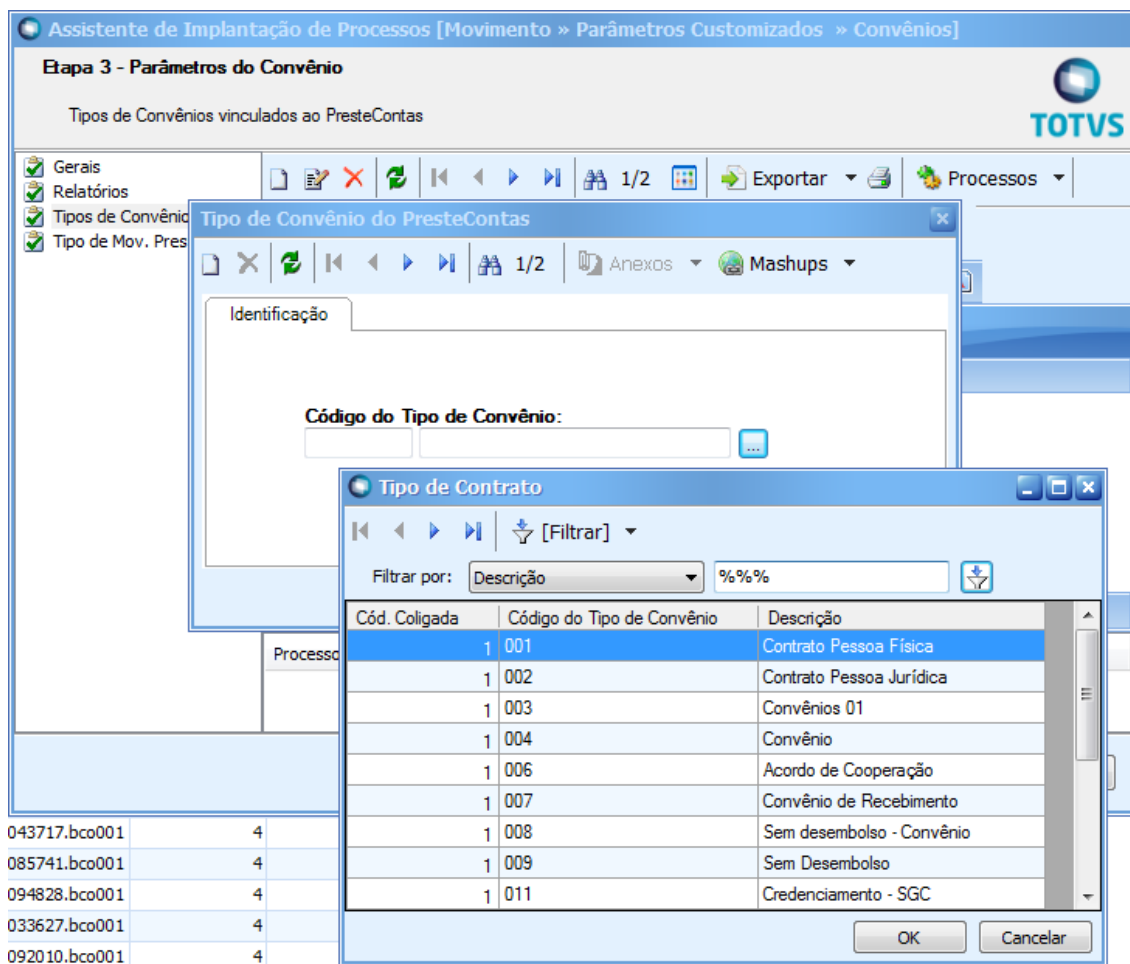 Assistente de Implantação de Processos [Movimento » Parâmetros Customizados » Convênios]
Etapa 3 - Parâmetros do Convênio
Tipos de Convênios vinculados ao PresteContas
TOTVS
Gerais
Relatórios
Tipos de Convênio
Tipo de Mov. Pres
1/2
Exportar
Processos
Tipo de Convênio do PresteContas
1/2
Anexos
Mashups
Identificação
Código do Tipo de Convênio:
...
Processo
Tipo de Contrato
[Filtrar]
Filtrar por: Descrição %%%
Cód. Coligada Código do Tipo de Convênio Descrição
1 001 Contrato Pessoa Física
1 002 Contrato Pessoa Jurídica
1 003 Convênios 01
1 004 Convênio
1 006 Acordo de Cooperação
1 007 Convênio de Recebimento
1 008 Sem desembolso - Convênio
1 009 Sem Desembolso
1 011 Credenciamento - SGC
OK Cancelar
043717.bco001 4
085741.bco001 4
094828.bco001 4
033627.bco001 4
092010.bco001 4